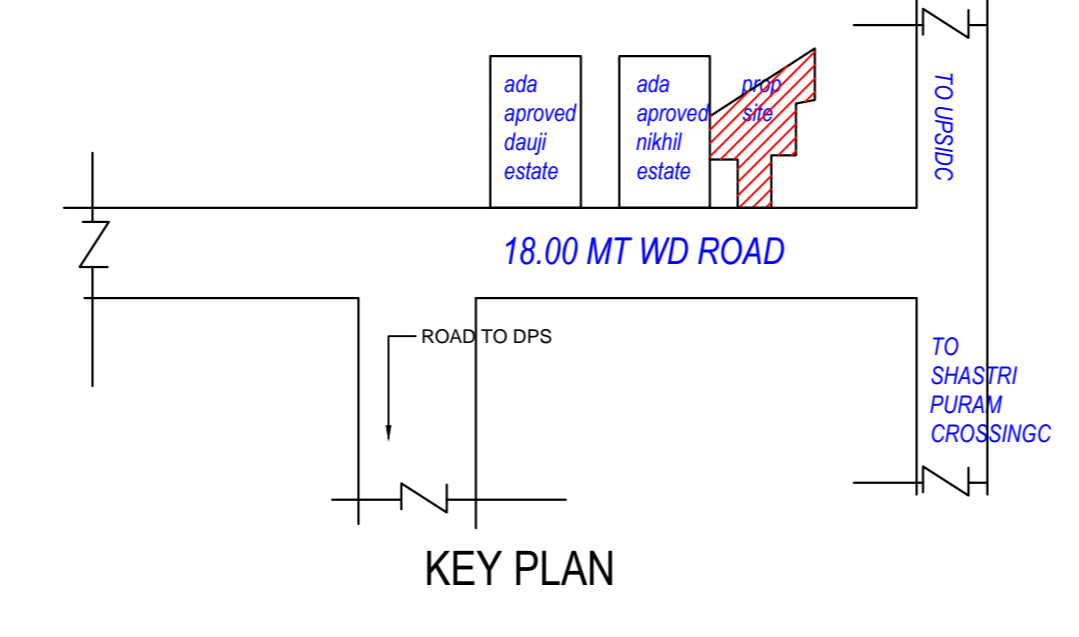 ada
aproved
dauji
estate
ada
aproved
nikhil
estate
prop
site
TO UPSIDC
18.00 MT WD ROAD
ROAD TO DPS
TO
SHASTRI
PURAM
CROSSINGC
KEY PLAN